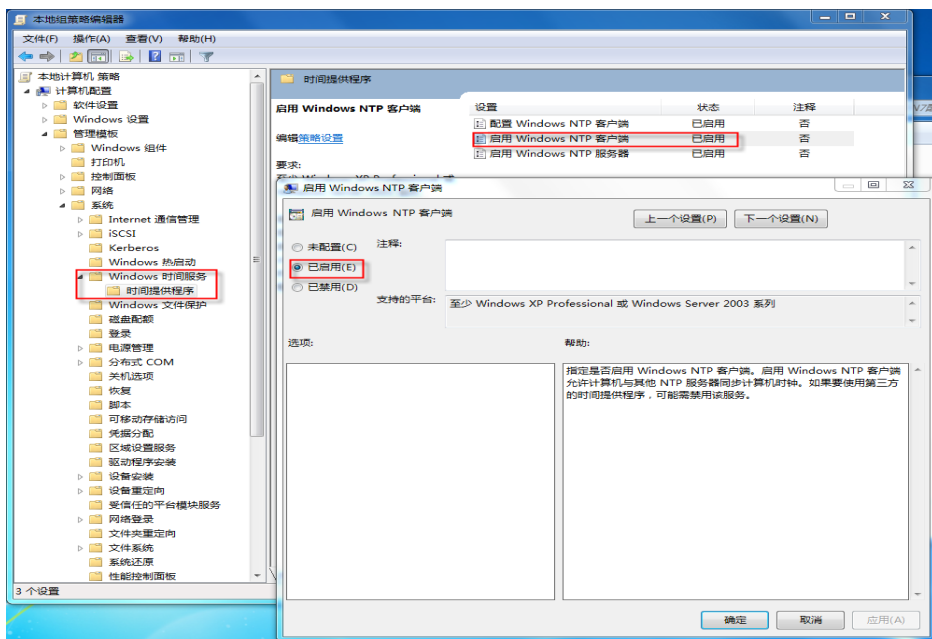 本地组策略编辑器
文件(F) 操作(A) 查看(V) 帮助(H)
本地计算机 策略
计算机配置
软件设置
Windows 设置
管理模板
Windows 组件
打印机
控制面板
网络
系统
Internet 通信管理
iSCSI
Kerberos
Windows 热启动
Windows 时间服务
时间提供程序
Windows 文件保护
磁盘配额
登录
电源管理
分布式 COM
关机选项
恢复
脚本
可移动存储访问
凭据分配
区域设置服务
驱动程序安装
设备安装
设备重定向
受信任的平台模块服务
网络登录
文件夹重定向
文件系统
系统还原
性能控制面板
3 个设置
时间提供程序
启用 Windows NTP 客户端
编辑策略设置
要求:
设置 状态 注释
配置 Windows NTP 客户端 已启用 否
启用 Windows NTP 客户端 已启用 否
启用 Windows NTP 服务器 已启用 否
启用 Windows NTP 客户端
启用 Windows NTP 客户端
上一个设置(P) 下一个设置(N)
未配置(C) 注释:
已启用(E)
已禁用(D)
支持的平台: 至少 Windows XP Professional 或 Windows Server 2003 系列
选项: 帮助:
指定是否启用 Windows NTP 客户端。启用 Windows NTP 客户端
允许计算机与其他 NTP 服务器同步计算机时钟。如果要使用第三方
的时间提供程序，可能需禁用该服务。
确定 取消 应用(A)